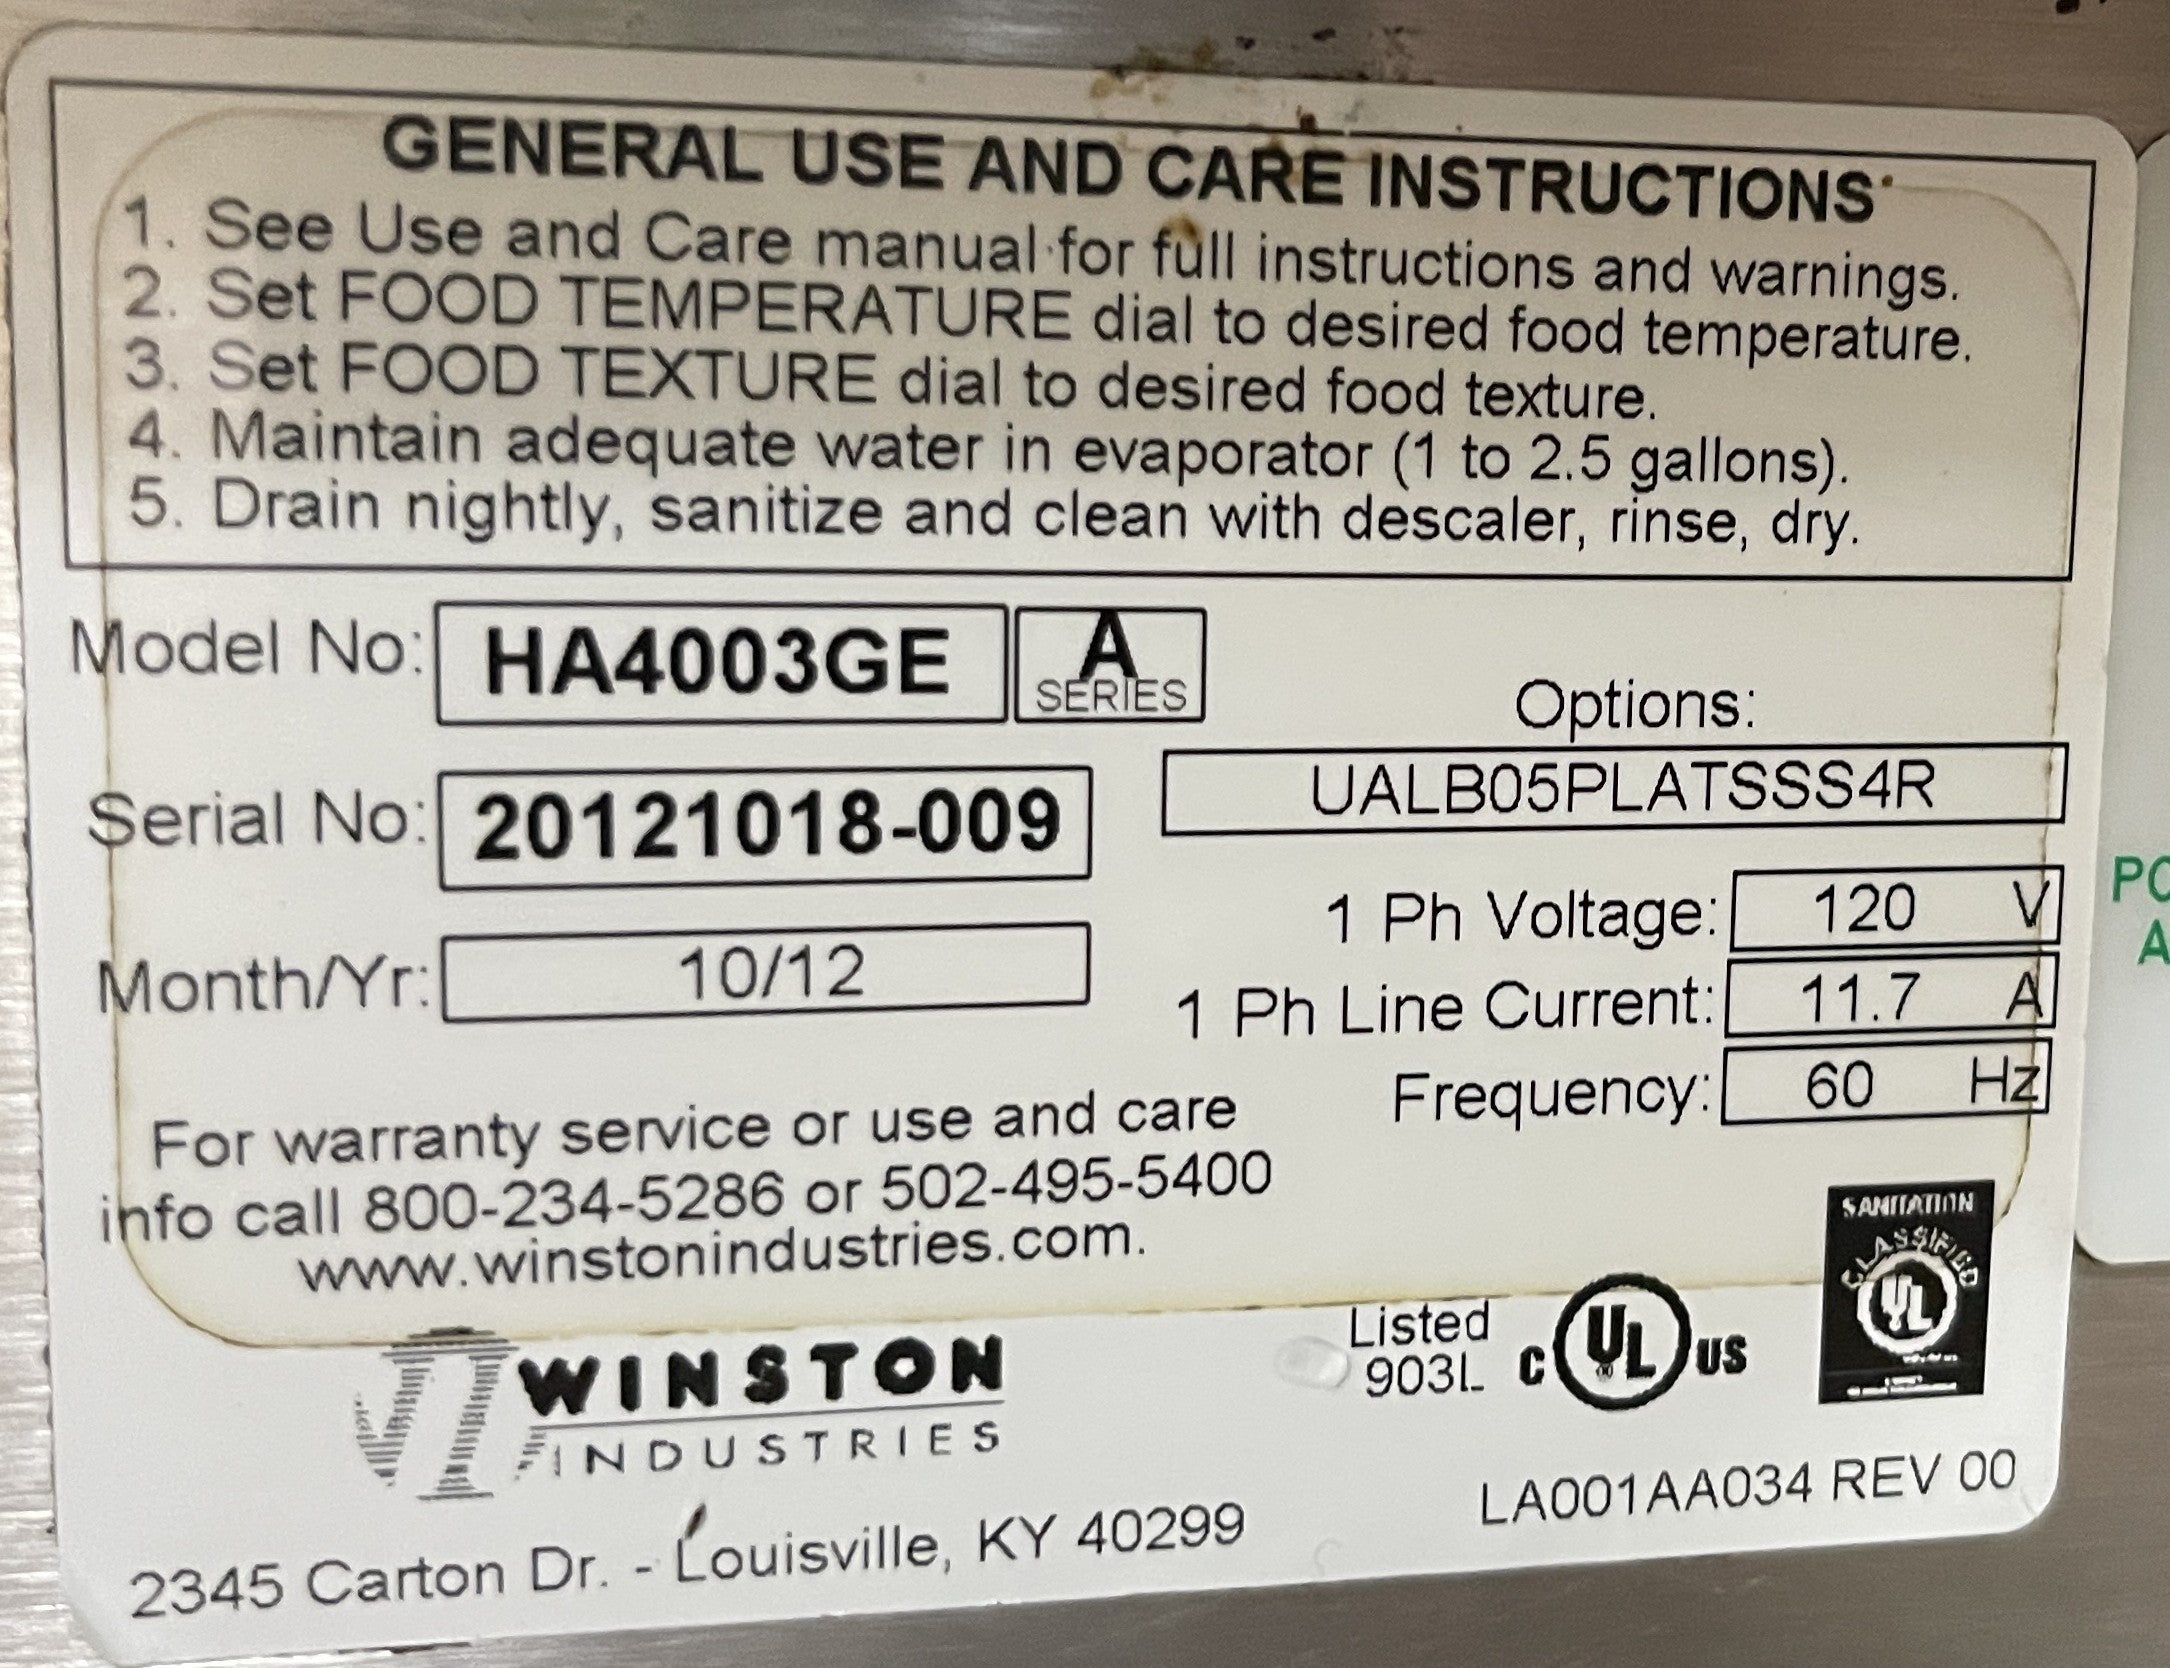 GENERAL USE AND CARE INSTRUCTIONS
1. See Use and Care manual for full instructions and warnings.
2. Set FOOD TEMPERATURE dial to desired food temperature.
3. Set FOOD TEXTURE dial to desired food texture.
4. Maintain adequate water in evaporator (1 to 2.5 gallons).
5. Drain nightly, sanitize and clean with descaler, rinse, dry.
Model No: HA4003GE A SERIES
Options:
UALB05PLATSSS4R
Serial No: 20121018-009
Month/Yr: 10/12
1 Ph Voltage: 120 V
1 Ph Line Current: 11.7 A
Frequency: 60 Hz
PO
A
For warranty service or use and care
info call 800-234-5286 or 502-495-5400
www.winstonindustries.com.
WINSTON
INDUSTRIES
2345 Carton Dr. - Louisville, KY 40299
Listed
903L
C UL US
SANITATION
CLASSIFIED
UL
LA001AA034 REV 00